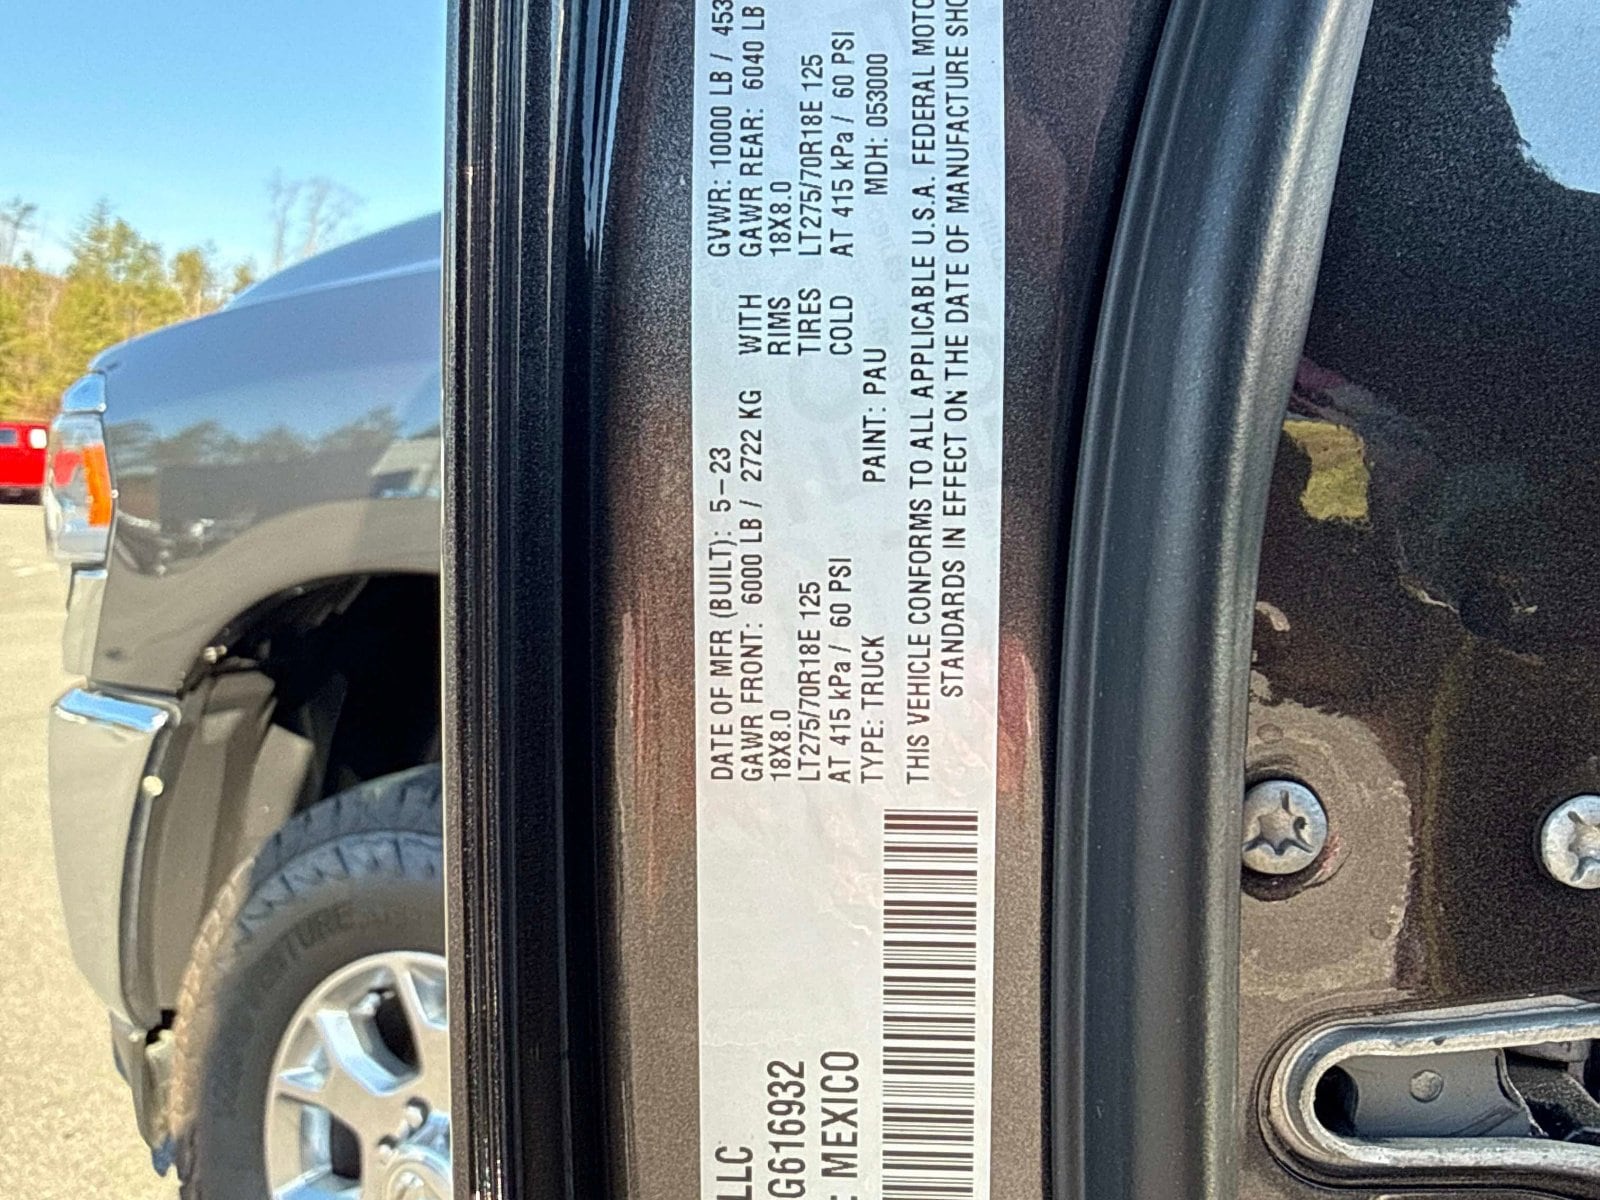 LLC
DATE OF MFR (BUILT): 5-23 GVWR: 10000 LB / 453
GAWR FRONT: 6000 LB / 2722 KG WITH GAWR REAR: 6040 LB
18X8.0 RIMS 18X8.0
LT275/70R18E 125 TIRES LT275/70R18E 125
AT 415 kPa / 60 PSI COLD AT 415 kPa / 60 PSI
TYPE: TRUCK PAINT: PAU MDH: 053000
THIS VEHICLE CONFORMS TO ALL APPLICABLE U.S.A. FEDERAL MOTO
STANDARDS IN EFFECT ON THE DATE OF MANUFACTURE SHO
G616932
: MEXICO
VENTURE